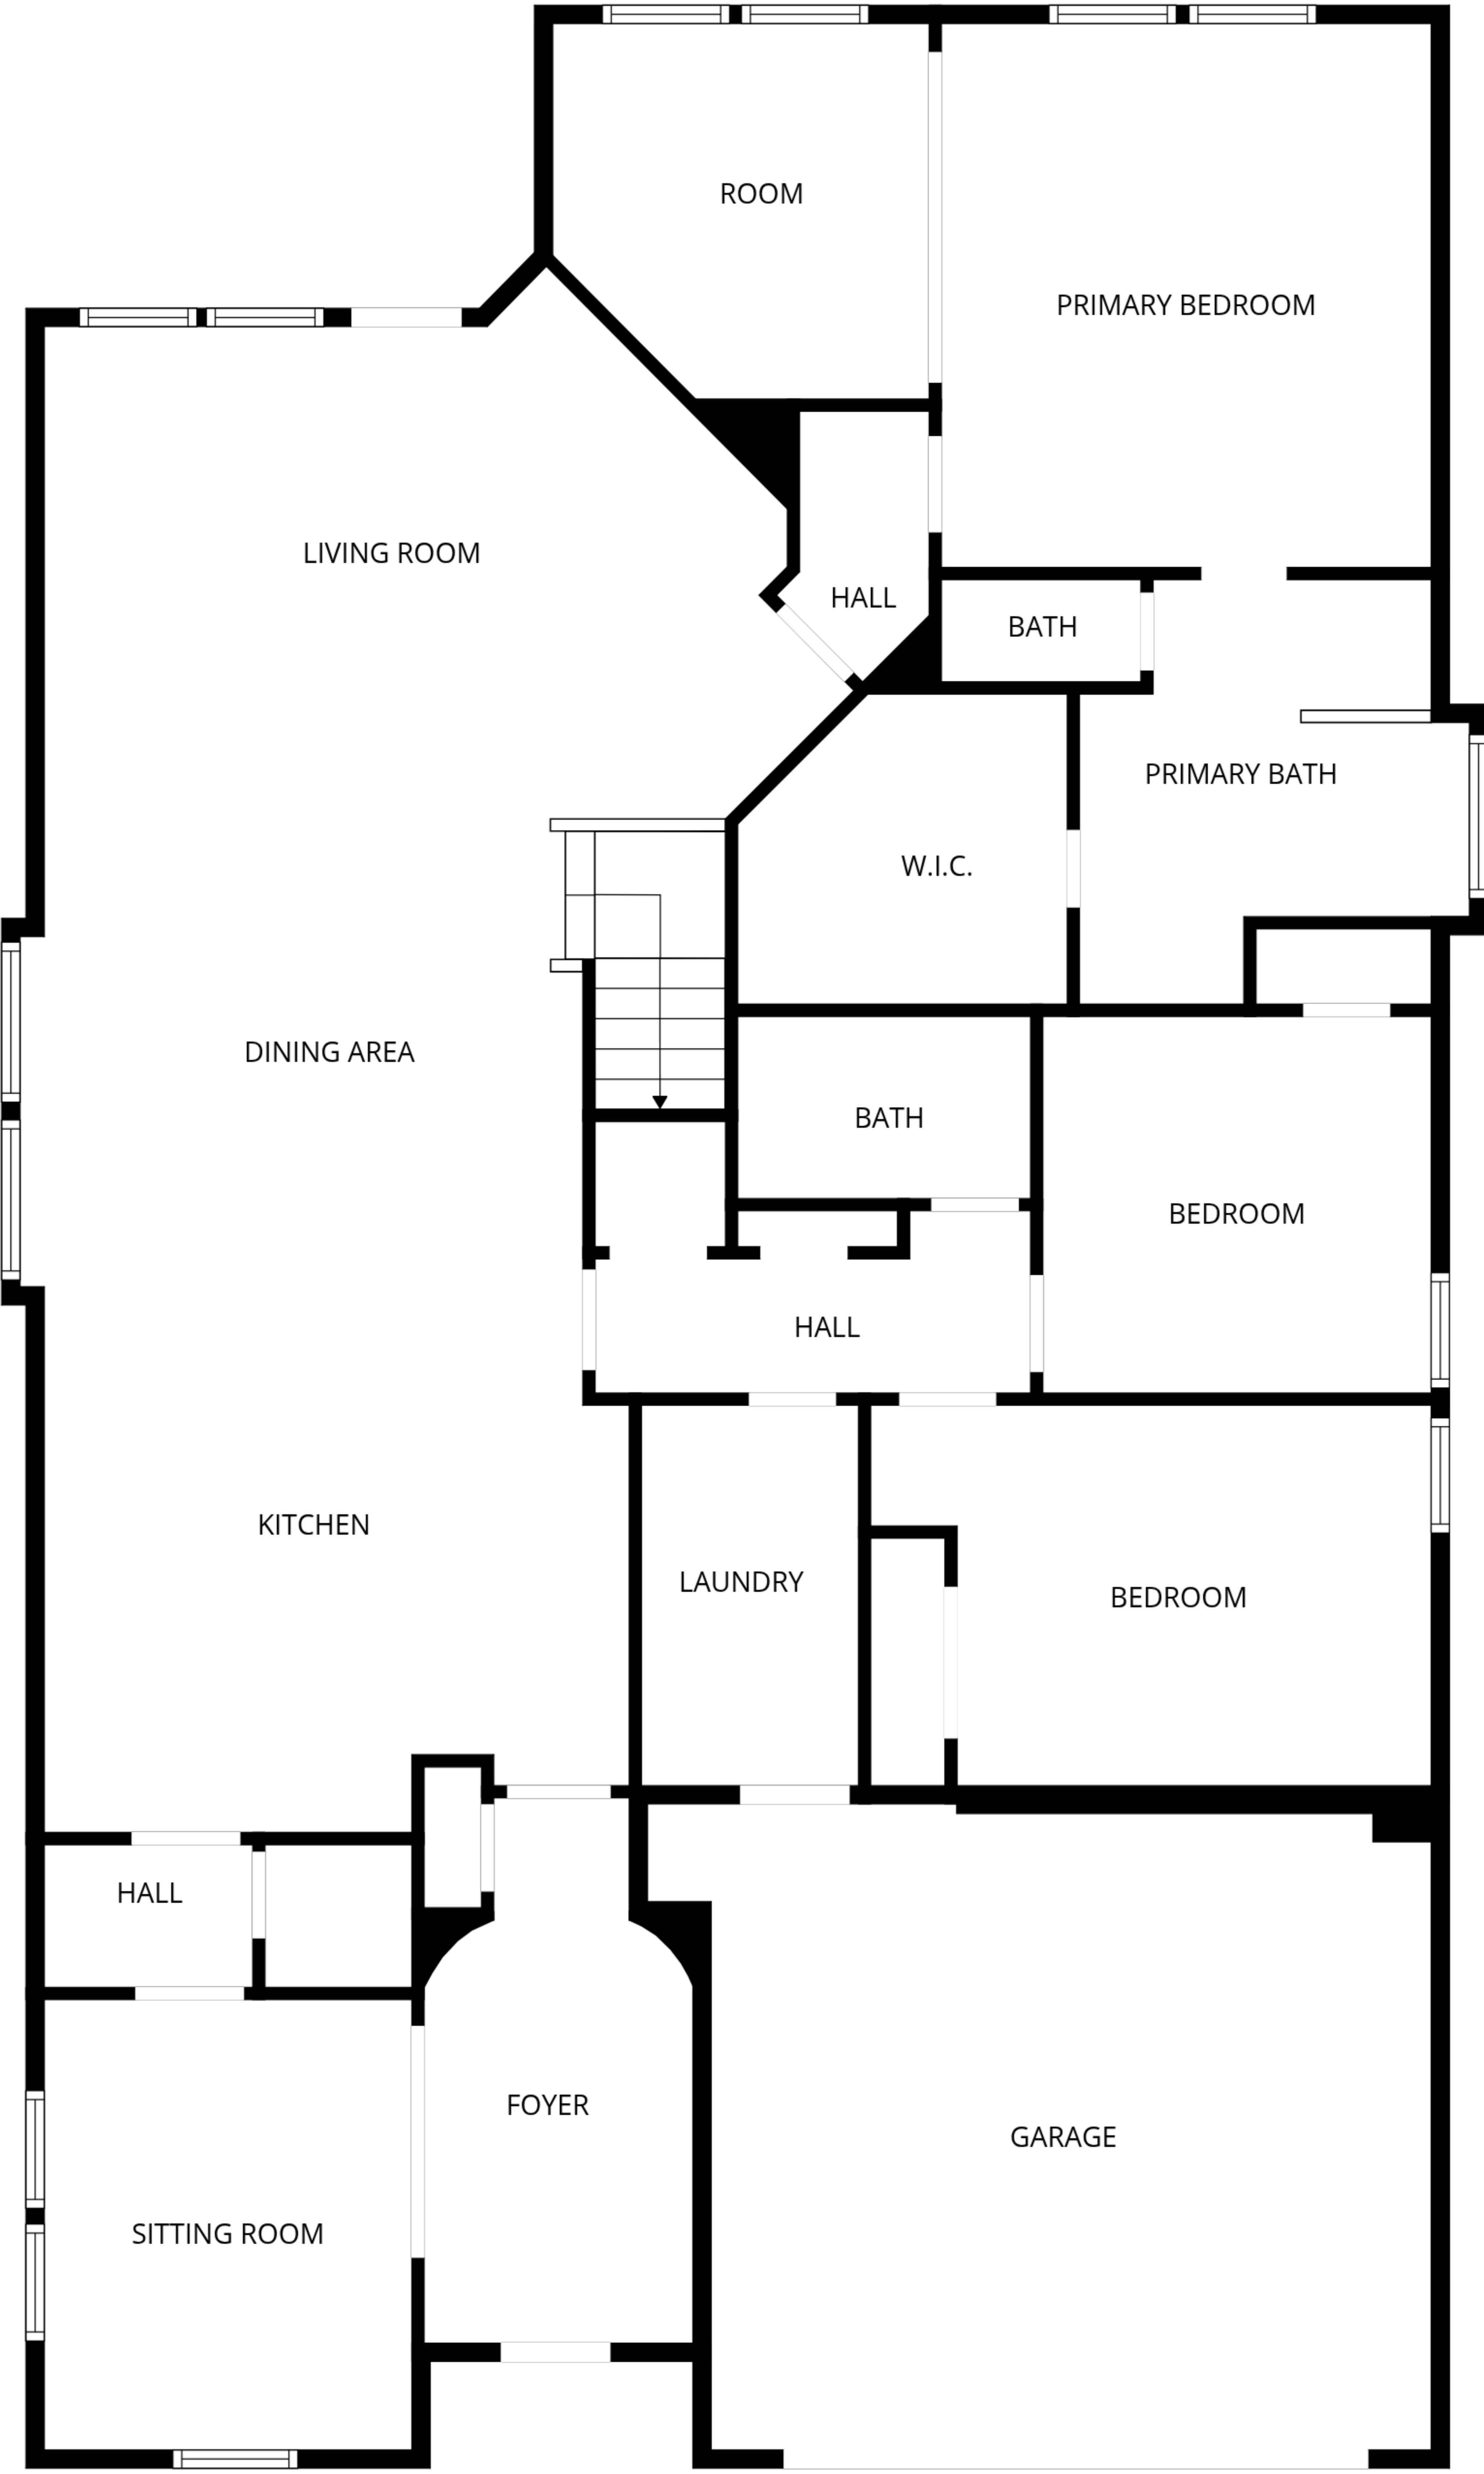 ROOM
PRIMARY BEDROOM
LIVING ROOM
HALL
BATH
PRIMARY BATH
W.I.C.
DINING AREA
BATH
BEDROOM
HALL
KITCHEN
LAUNDRY
BEDROOM
HALL
FOYER
GARAGE
SITTING ROOM